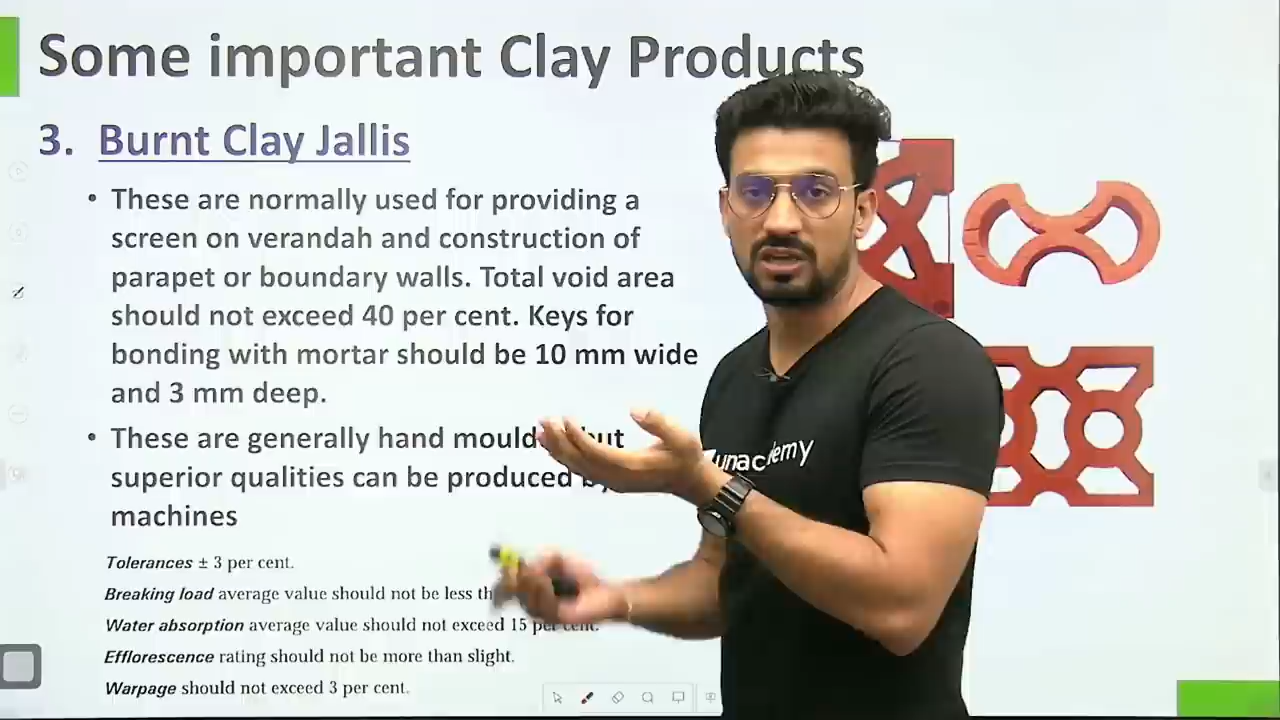 Some important Clay Products
3. Burnt Clay Jallis
• These are normally used for providing a
screen on verandah and construction of
parapet or boundary walls. Total void area
should not exceed 40 per cent. Keys for
bonding with mortar should be 10 mm wide
and 3 mm deep.
• These are generally hand but
superior qualities can be produced
machines
Tolerances ± 3 per cent.
Breaking load average value should not be less
Water absorption average value should not exceed 15 per cent.
Efflorescence rating should not be more than slight.
Warpage should not exceed 3 per cent.
unacademy